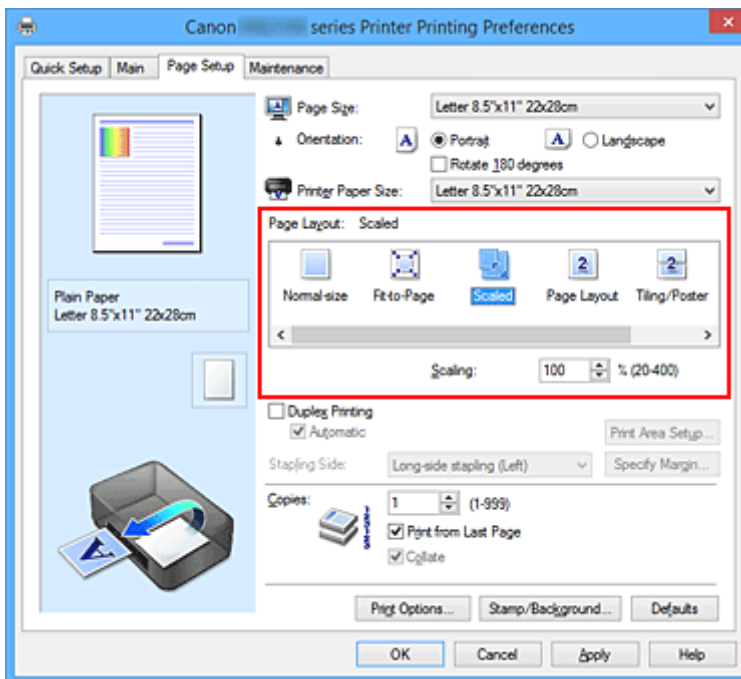 Canon series Printer Printing Preferences
Quick Setup Main Page Setup Maintenance
Page Size: Letter 8.5"x11" 22x28cm
Orientation: A Portrait A Landscape
Rotate 180 degrees
Printer Paper Size: Letter 8.5"x11" 22x28cm
Page Layout: Scaled
Normal-size Fit-to-Page Scaled Page Layout Tiling/Poster
Scaling: 100 % (20-400)
Plain Paper
Letter 8.5"x11" 22x28cm
Duplex Printing
Automatic Print Area Setup...
Stapling Side: Long-side stapling (Left) Specify Margin...
Copies: 1 (1-999)
Print from Last Page
Collate
Print Options... Stamp/Background... Defaults
OK Cancel Apply Help